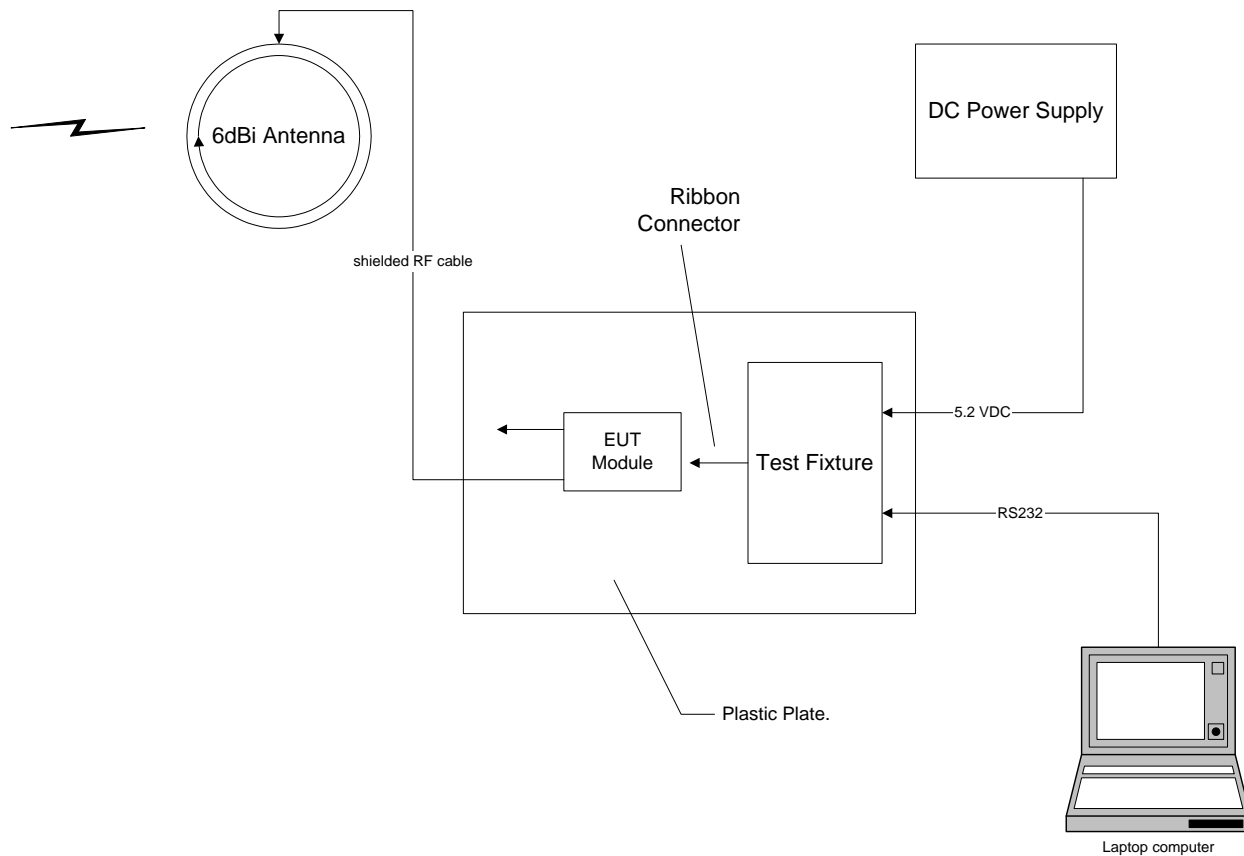 6dBi Antenna
DC Power Supply
Ribbon
Connector
shielded RF cable
5.2 VDC
EUT
Module
Test Fixture
RS232
Plastic Plate.
Laptop computer